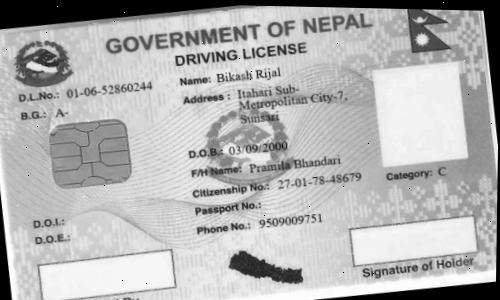 GOVERNMENT OF NEPAL
DRIVING LICENSE
D.L.No.: 01-06-52860244
B.G.: A-
Name: Bikash Rijal
Address : Itahari Sub-
Metropolitan City-7,
Sunsari
D.O.B.: 03/09/2000
F/H Name: Pramila Bhandari
Citizenship No.: 27-01-78-48679
Passport No.:
Phone No.: 9509009751
Category: C
D.O.I.:
D.O.E.:
Signature of Holder